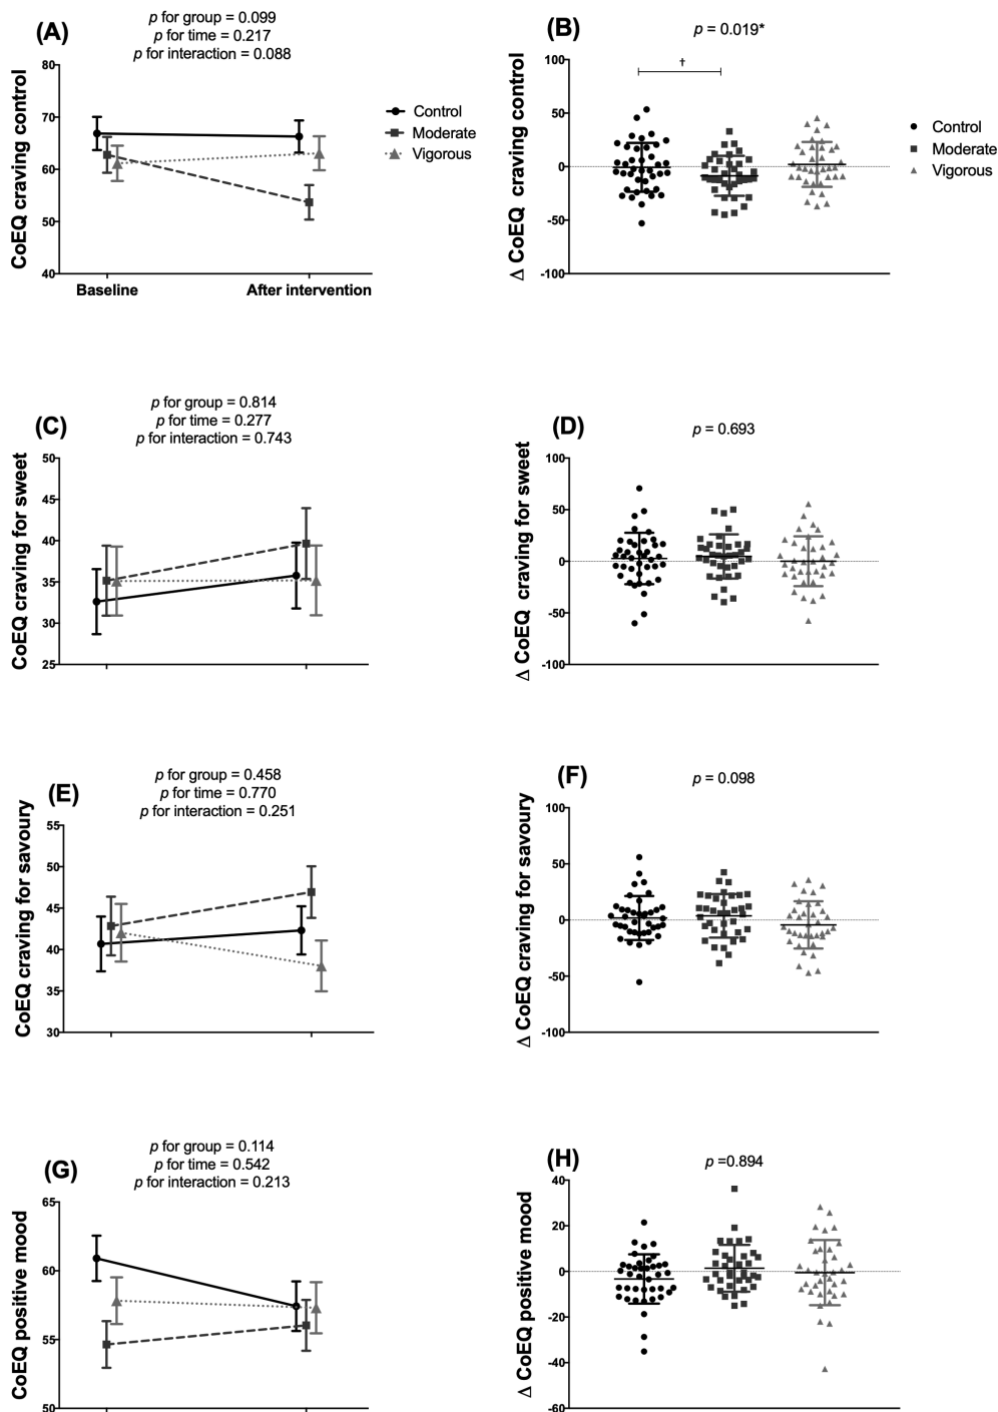 (A)
p for group = 0.099
p for time = 0.217
p for interaction = 0.088
CoEQ craving control
80
70
60
50
40
Baseline
After intervention
Control
Moderate
Vigorous
(B)
p = 0.019*
†
Δ CoEQ craving control
100
50
0
-50
-100
Control
Moderate
Vigorous
(C)
p for group = 0.814
p for time = 0.277
p for interaction = 0.743
CoEQ craving for sweet
50
45
40
35
30
25
(D)
p = 0.693
Δ CoEQ craving for sweet
100
50
0
-50
-100
(E)
p for group = 0.458
p for time = 0.770
p for interaction = 0.251
CoEQ craving for savoury
55
50
45
40
35
30
(F)
p = 0.098
Δ CoEQ craving for savoury
100
50
0
-50
-100
(G)
p for group = 0.114
p for time = 0.542
p for interaction = 0.213
CoEQ positive mood
65
60
55
50
(H)
p =0.894
Δ CoEQ positive mood
40
20
0
-20
-40
-60